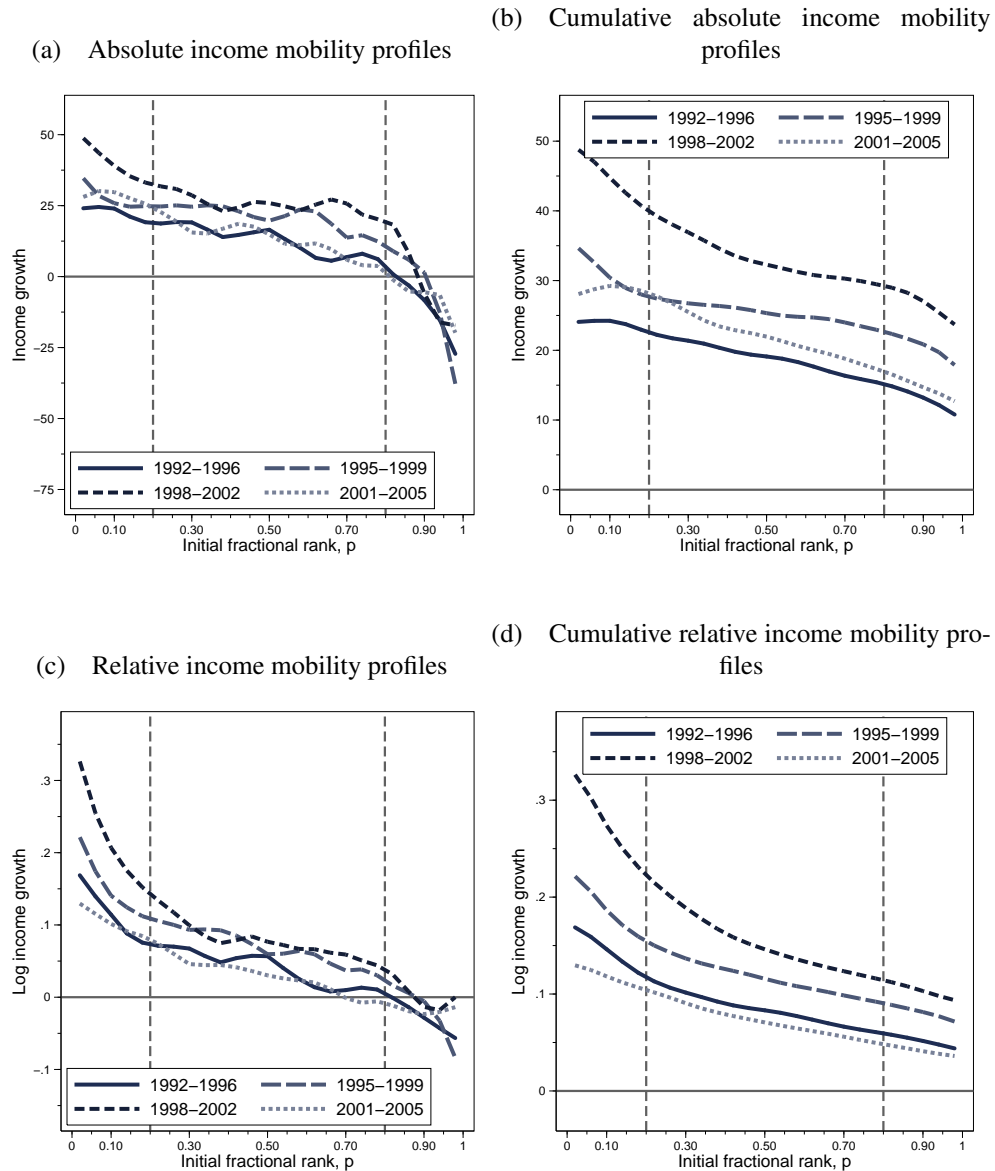 (a) Absolute income mobility profiles
50
25
0
−25
−50
−75
Income growth
1992−1996 1995−1999
1998−2002 2001−2005
0 0.10 0.30 0.50 0.70 0.90 1
Initial fractional rank, p
(b) Cumulative absolute income mobility
profiles
1992−1996 1995−1999
1998−2002 2001−2005
50
40
30
20
10
0
Income growth
0 0.10 0.30 0.50 0.70 0.90 1
Initial fractional rank, p
(c) Relative income mobility profiles
.3
.2
.1
0
−.1
Log income growth
1992−1996 1995−1999
1998−2002 2001−2005
0 0.10 0.30 0.50 0.70 0.90 1
Initial fractional rank, p
(d) Cumulative relative income mobility pro-
files
1992−1996 1995−1999
1998−2002 2001−2005
.3
.2
.1
0
Log income growth
0 0.10 0.30 0.50 0.70 0.90 1
Initial fractional rank, p